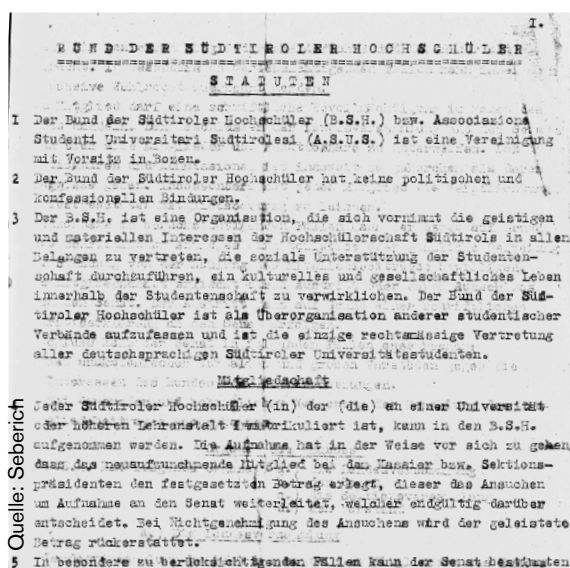 I.
BUND DER SÜDTIROLER HOCHSCHÜLER
STATUTEN
I Der Bund der Südtiroler Hochschüler (B.S.H.) bzw. Associazione
Studenti Universitari Sudtirolesi (A.S.U.S.) ist eine Vereinigung
mit Vorsitz in Bozen.
2 Der Bund der Südtiroler Hochschüler hat keine politischen und
konfessionellen Bindungen.
3 Der B.S.H. ist eine Organisation, die sich vornimmt die geistigen
und materiellen Interessen der Hochschülerschaft Südtirols in allen
Belangen zu vertreten, die soziale Unterstützung der Studenten-
schaft durchzuführen, ein kulturelles und gesellschaftliches Leben
innerhalb der Studentenschaft zu verwirklichen. Der Bund der Süd-
tiroler Hochschüler ist als Überorganisation anderer studentischer
Verbände aufzufassen und ist die einzige rechtmässige Vertretung
aller deutschsprachigen Südtiroler Universitätsstudenten.
Mitgliedschaft
Jeder Südtiroler Hochschüler (in) der (die) an einer Universität
oder höheren Lehranstalt immatrikuliert ist, kann in den B.S.H.
aufgenommen werden. Die Aufnahme hat in der Weise vor sich zu gehen,
dass das neuaufzunehmende Mitglied bei dem Kassier bzw. Sektions-
präsidenten den festgesetzten Betrag erlegt, dieser das Ansuchen
um Aufnahme an den Senat weiterleitet, welcher endgültig darüber
entscheidet. Bei Nichtgenehmigung des Ansuchens wird der geleistete
Betrag rückerstattet.
5 In besondere zu berücksichtigenden Fällen kann der Senat bestimmten
Quelle: Seberich